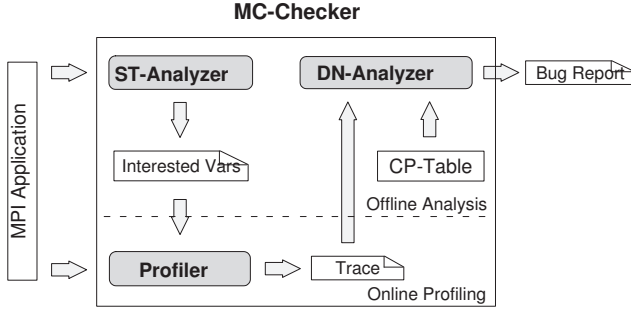 MC-Checker
MPI Application
ST-Analyzer
DN-Analyzer
Bug Report
Interested Vars
CP-Table
Offline Analysis
Profiler
Trace
Online Profiling